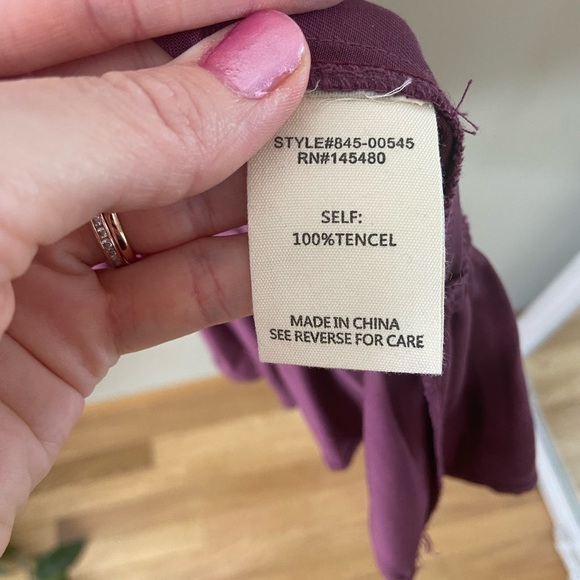 STYLE#845-00545
RN#145480
SELF:
100%TENCEL
MADE IN CHINA
SEE REVERSE FOR CARE